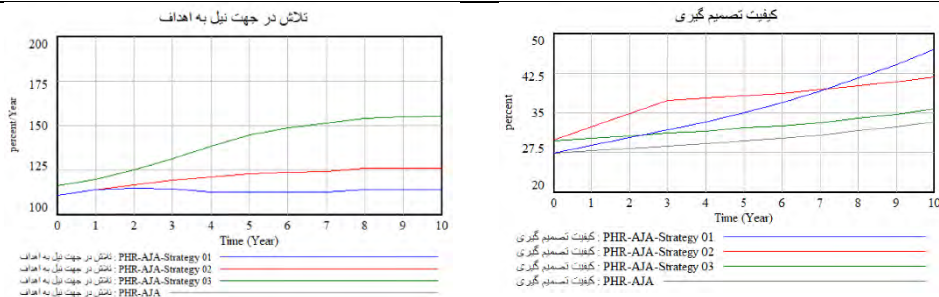 تلاش در جهت نیل به اهداف
200
175
150
125
100
percent/Year
0 1 2 3 4 5 6 7 8 9 10
Time (Year)
تلاش در جهت نیل به اهداف : PHR-AJA-Strategy 01
تلاش در جهت نیل به اهداف : PHR-AJA-Strategy 02
تلاش در جهت نیل به اهداف : PHR-AJA-Strategy 03
تلاش در جهت نیل به اهداف : PHR-AJA
کیفیت تصمیم گیری
50
42.5
35
27.5
20
percent
0 1 2 3 4 5 6 7 8 9 10
Time (Year)
کیفیت تصمیم گیری : PHR-AJA-Strategy 01
کیفیت تصمیم گیری : PHR-AJA-Strategy 02
کیفیت تصمیم گیری : PHR-AJA-Strategy 03
کیفیت تصمیم گیری : PHR-AJA